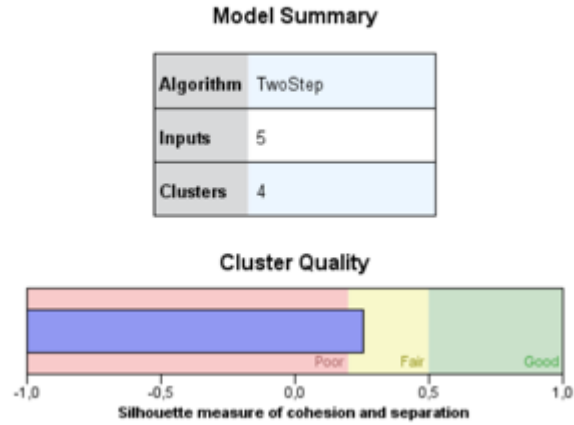 Model Summary
Algorithm TwoStep
Inputs 5
Clusters 4
Cluster Quality
Poor Fair Good
-1,0 -0,5 0,0 0,5 1,0
Silhouette measure of cohesion and separation